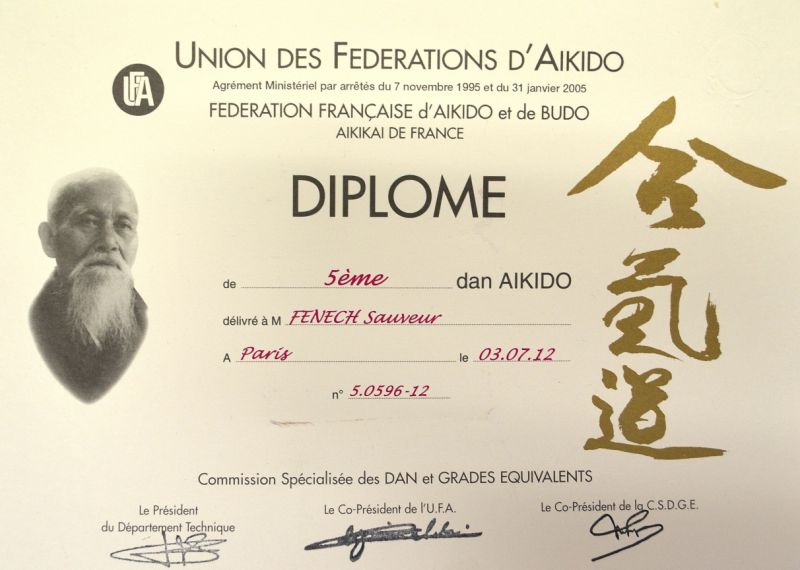 UNION DES FEDERATIONS D'AIKIDO
UFA
Agrément Ministériel par arrêtés du 7 novembre 1995 et du 31 janvier 2005
FEDERATION FRANÇAISE d'AIKIDO et de BUDO
AIKIKAI DE FRANCE
DIPLOME
合氣道
de 5ème dan AIKIDO
délivré à M FENECH Sauveur
A Paris le 03.07.12
n° 5.0596-12
Commission Spécialisée des DAN et GRADES EQUIVALENTS
Le Président
du Département Technique
Le Co-Président de l'U.F.A.
Le Co-Président de la C.S.D.G.E.